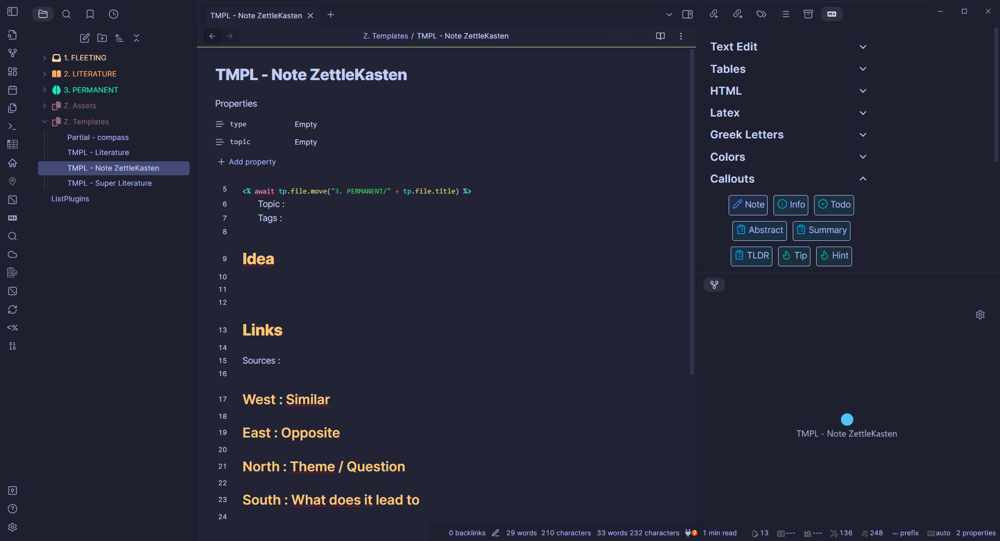 TMPL - Note ZettleKasten
Z. Templates / TMPL - Note ZettleKasten
1. FLEETING
2. LITERATURE
3. PERMANENT
Z. Assets
Z. Templates
Partial - compass
TMPL - Literature
TMPL - Note ZettleKasten
TMPL - Super Literature
ListPlugins
<%
01
10
TMPL - Note ZettleKasten
Properties
type Empty
topic Empty
Add property
5 <% await tp.file.move("3. PERMANENT/" + tp.file.title) %>
6 Topic :
7 Tags :
8
9 Idea
10
11
12
13 Links
14
15 Sources :
16
17 West : Similar
18
19 East : Opposite
20
21 North : Theme / Question
22
23 South : What does it lead to
24
Text Edit
Tables
HTML
Latex
Greek Letters
Colors
Callouts
Note Info Todo
Abstract Summary
TLDR Tip Hint
TMPL - Note ZettleKasten
0 backlinks 29 words 210 characters 33 words 232 characters 2 1 min read 13 --- --- 136 248 prefix auto 2 properties